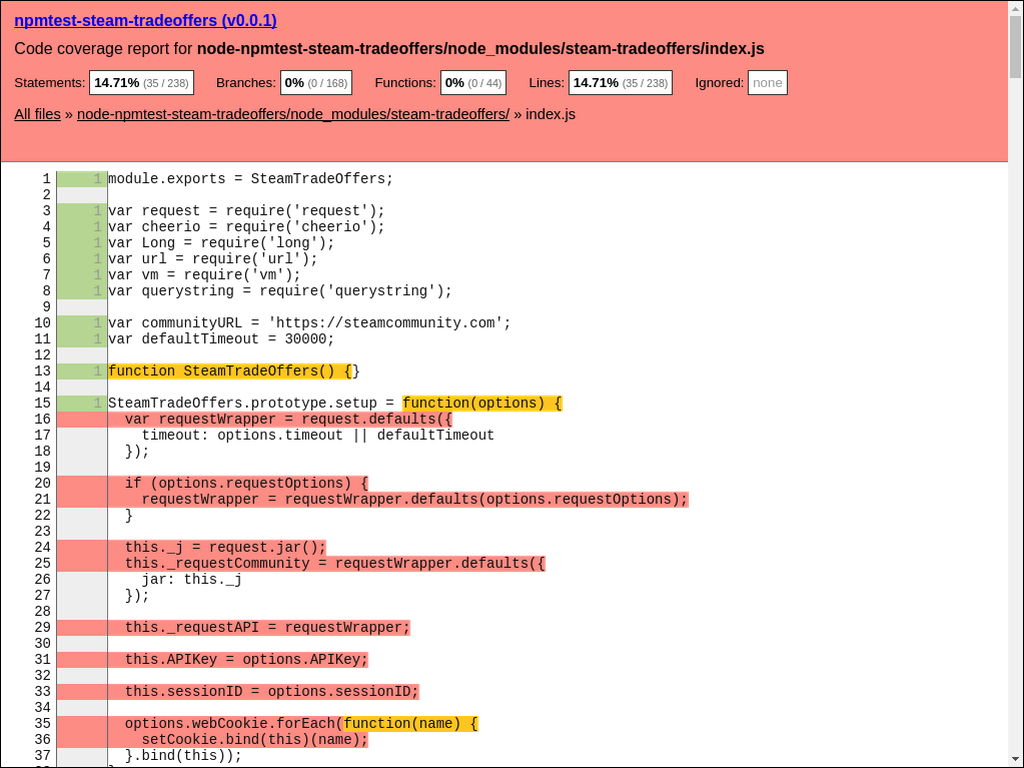 npmtest-steam-tradeoffers (v0.0.1)
Code coverage report for node-npmtest-steam-tradeoffers/node_modules/steam-tradeoffers/index.js
Statements: 14.71% (35 / 238) Branches: 0% (0 / 168) Functions: 0% (0 / 44) Lines: 14.71% (35 / 238) Ignored: none
All files » node-npmtest-steam-tradeoffers/node_modules/steam-tradeoffers/ » index.js
1 1 module.exports = SteamTradeOffers;
2
3 1 var request = require('request');
4 1 var cheerio = require('cheerio');
5 1 var Long = require('long');
6 1 var url = require('url');
7 1 var vm = require('vm');
8 1 var querystring = require('querystring');
9
10 1 var communityURL = 'https://steamcommunity.com';
11 1 var defaultTimeout = 30000;
12
13 1 function SteamTradeOffers() {}
14
15 1 SteamTradeOffers.prototype.setup = function(options) {
16 var requestWrapper = request.defaults({
17 timeout: options.timeout || defaultTimeout
18 });
19
20 if (options.requestOptions) {
21 requestWrapper = requestWrapper.defaults(options.requestOptions);
22 }
23
24 this._j = request.jar();
25 this._requestCommunity = requestWrapper.defaults({
26 jar: this._j
27 });
28
29 this._requestAPI = requestWrapper;
30
31 this.APIKey = options.APIKey;
32
33 this.sessionID = options.sessionID;
34
35 options.webCookie.forEach(function(name) {
36 setCookie.bind(this)(name);
37 }.bind(this));